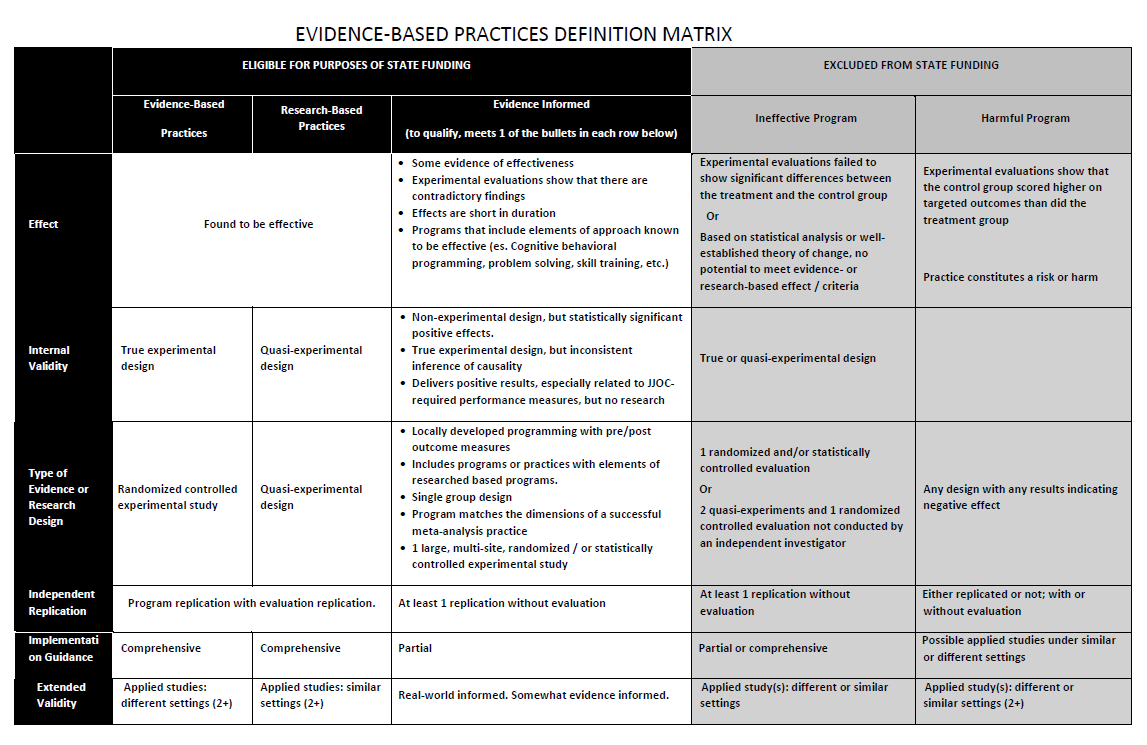 EVIDENCE-BASED PRACTICES DEFINITION MATRIX
ELIGIBLE FOR PURPOSES OF STATE FUNDING
EXCLUDED FROM STATE FUNDING
Evidence-Based
Practices
Research-Based
Practices
Evidence Informed
(to qualify, meets 1 of the bullets in each row below)
Ineffective Program
Harmful Program
Effect
Found to be effective
• Some evidence of effectiveness
• Experimental evaluations show that there are
contradictory findings
• Effects are short in duration
• Programs that include elements of approach known
to be effective (es. Cognitive behavioral
programming, problem solving, skill training, etc.)
Experimental evaluations failed to
show significant differences between
the treatment and the control group
Or
Based on statistical analysis or well-
established theory of change, no
potential to meet evidence- or
research-based effect / criteria
Experimental evaluations show that
the control group scored higher on
targeted outcomes than did the
treatment group
Practice constitutes a risk or harm
Internal
Validity
True experimental
design
Quasi-experimental
design
• Non-experimental design, but statistically significant
positive effects.
• True experimental design, but inconsistent
inference of causality
• Delivers positive results, especially related to JJOC-
required performance measures, but no research
True or quasi-experimental design
Type of
Evidence or
Research
Design
Randomized controlled
experimental study
Quasi-experimental
design
• Locally developed programming with pre/post
outcome measures
• Includes programs or practices with elements of
researched based programs.
• Single group design
• Program matches the dimensions of a successful
meta-analysis practice
• 1 large, multi-site, randomized / or statistically
controlled experimental study
1 randomized and/or statistically
controlled evaluation
Or
2 quasi-experiments and 1 randomized
controlled evaluation not conducted by
an independent investigator
Any design with any results indicating
negative effect
Independent
Replication
Program replication with evaluation replication.
At least 1 replication without evaluation
At least 1 replication without
evaluation
Either replicated or not; with or
without evaluation
Implementati
on Guidance
Comprehensive
Comprehensive
Partial
Partial or comprehensive
Possible applied studies under similar
or different settings
Extended
Validity
Applied studies:
different settings (2+)
Applied studies: similar
settings (2+)
Real-world informed. Somewhat evidence informed.
Applied study(s): different or similar
settings
Applied study(s): different or
similar settings (2+)